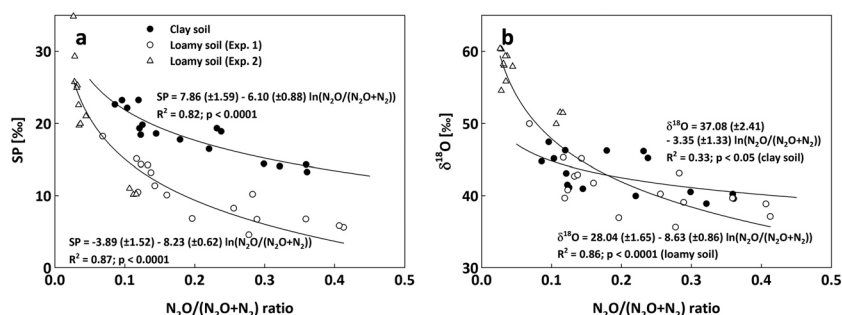 a
● Clay soil
○ Loamy soil (Exp. 1)
△ Loamy soil (Exp. 2)
SP = 7.86 (±1.59) - 6.10 (±0.88) ln(N₂O/(N₂O+N₂))
R² = 0.82; p < 0.0001
SP = -3.89 (±1.52) - 8.23 (±0.62) ln(N₂O/(N₂O+N₂))
R² = 0.87; p < 0.0001
SP [‰]
0
10
20
30
0.0 0.1 0.2 0.3 0.4 0.5
N₂O/(N₂O+N₂) ratio
b
δ¹⁸O = 37.08 (±2.41)
- 3.35 (±1.33) ln(N₂O/(N₂O+N₂))
R² = 0.33; p < 0.05 (clay soil)
δ¹⁸O = 28.04 (±1.65) - 8.63 (±0.86) ln(N₂O/(N₂O+N₂))
R² = 0.86; p < 0.0001 (loamy soil)
δ¹⁸O [‰]
30
40
50
60
0.0 0.1 0.2 0.3 0.4 0.5
N₂O/(N₂O+N₂) ratio